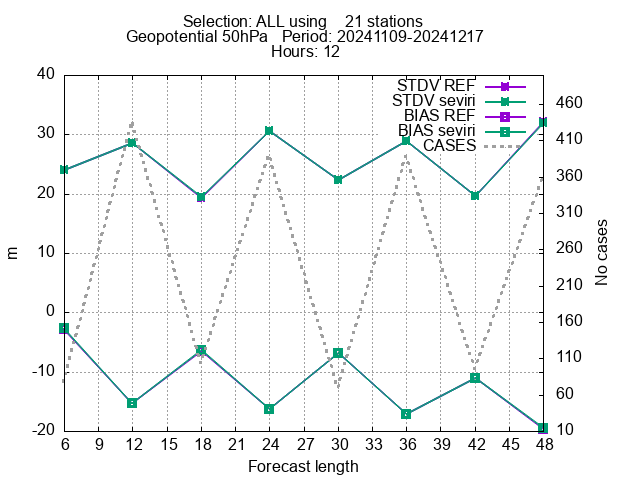 Selection: ALL using    21 stations
Geopotential 50hPa   Period: 20241109-20241217
Hours: 12
STDV REF
STDV seviri
BIAS REF
BIAS seviri
CASES
40
30
20
10
0
-10
-20
m
460
410
360
310
260
210
160
110
60
10
No cases
6 9 12 15 18 21 24 27 30 33 36 39 42 45 48
Forecast length